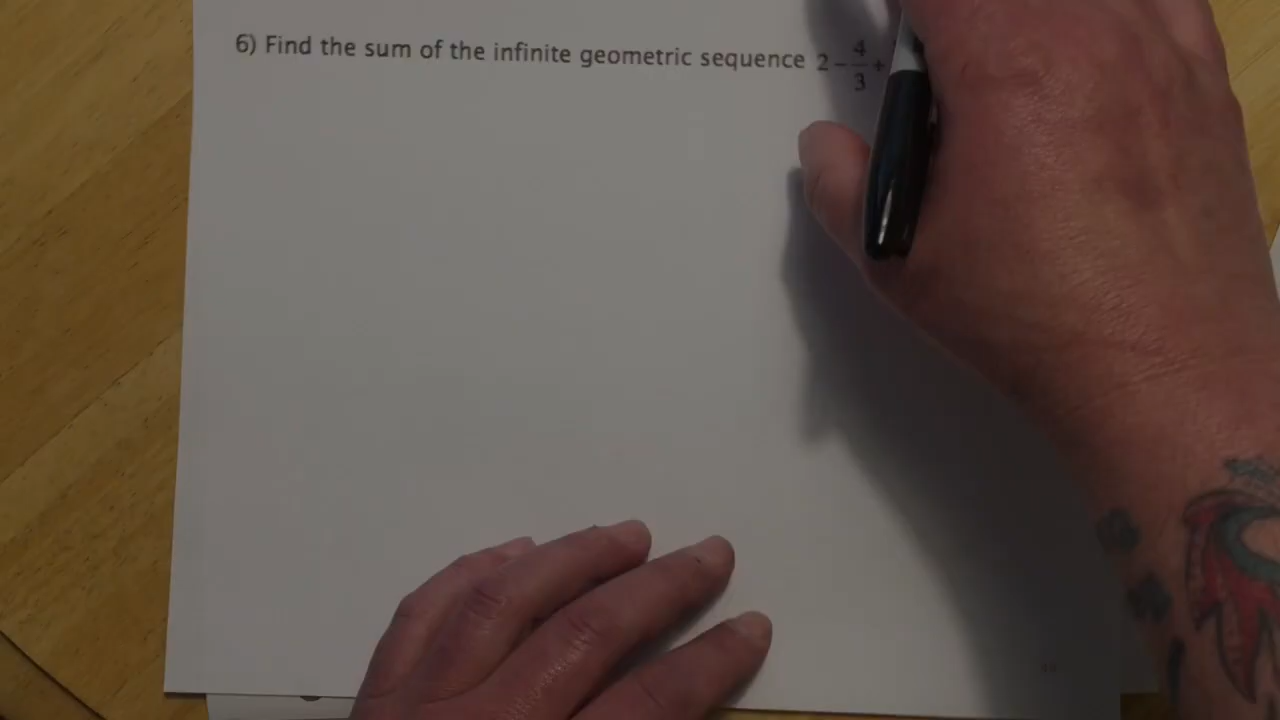 6) Find the sum of the infinite geometric sequence 2 − 4/3 +